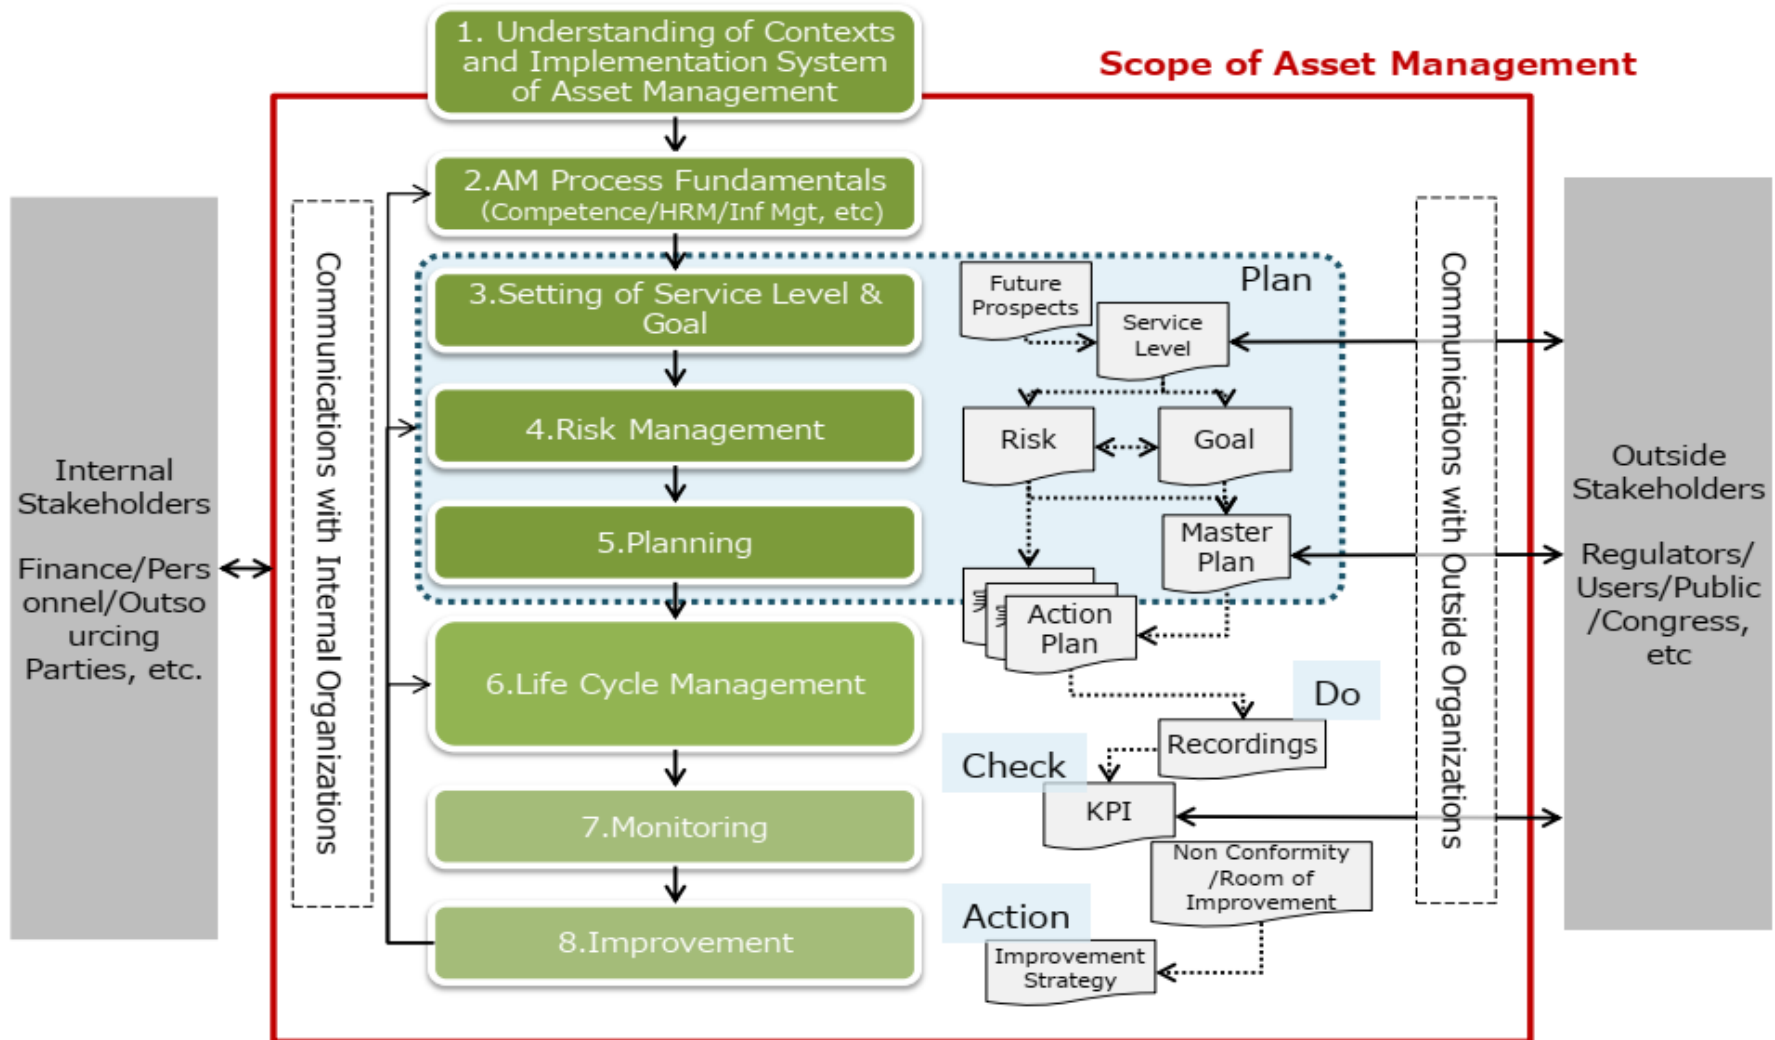 1. Understanding of Contexts
and Implementation System
of Asset Management
Scope of Asset Management
2.AM Process Fundamentals
(Competence/HRM/Inf Mgt, etc)
3.Setting of Service Level &
Goal
4.Risk Management
5.Planning
6.Life Cycle Management
7.Monitoring
8.Improvement
Internal
Stakeholders
Finance/Pers
onnel/Outso
urcing
Parties, etc.
Communications with Internal Organizations
Plan
Future
Prospects
Service
Level
Risk
Goal
Master
Plan
Action
Plan
Do
Recordings
Check
KPI
Non Conformity
/Room of
Improvement
Action
Improvement
Strategy
Communications with Outside Organizations
Outside
Stakeholders
Regulators/
Users/Public
/Congress,
etc